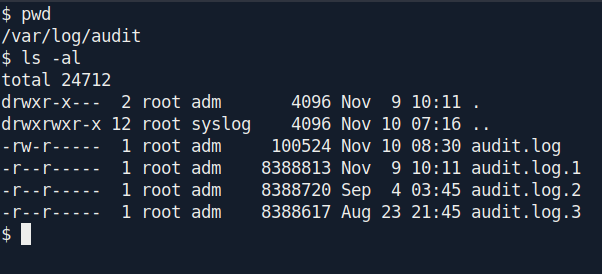 $ pwd
/var/log/audit
$ ls -al
total 24712
drwxr-x---  2 root adm       4096 Nov  9 10:11 .
drwxrwxr-x 12 root syslog    4096 Nov 10 07:16 ..
-rw-r-----  1 root adm     100524 Nov 10 08:30 audit.log
-r--r-----  1 root adm    8388813 Nov  9 10:11 audit.log.1
-r--r-----  1 root adm    8388720 Sep  4 03:45 audit.log.2
-r--r-----  1 root adm    8388617 Aug 23 21:45 audit.log.3
$